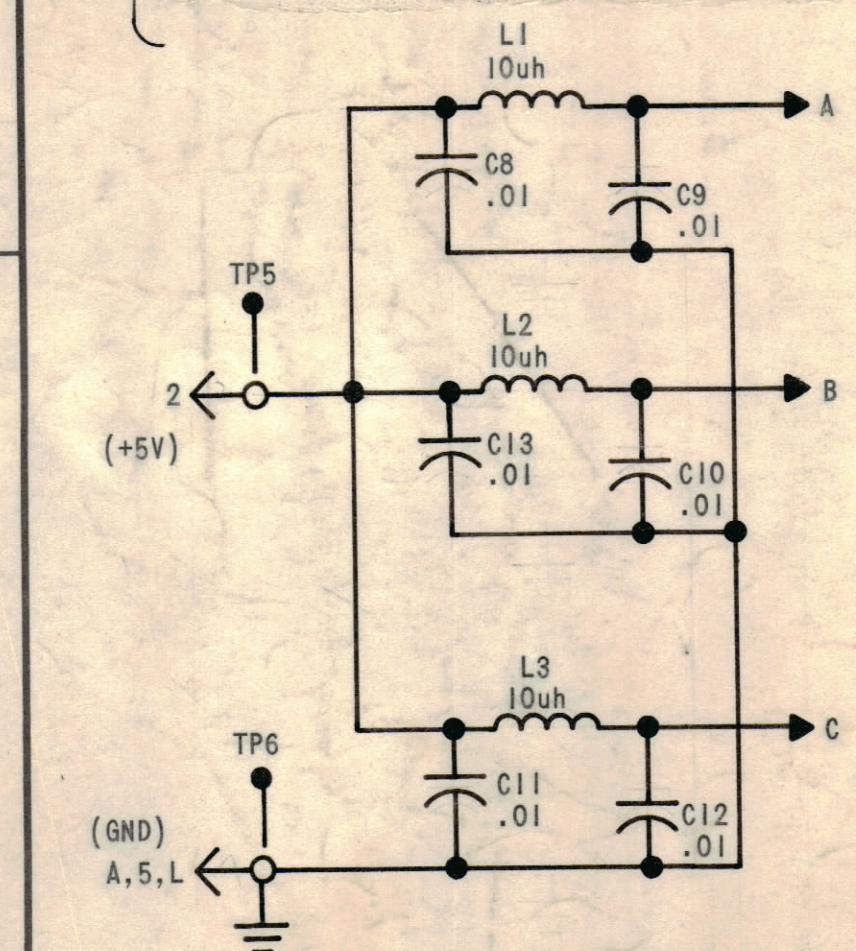 L1
10uh
A
C8
.01
C9
.01
TP5
L2
10uh
2
B
(+5V)
C13
.01
C10
.01
L3
10uh
TP6
C
C11
.01
(GND)
C12
.01
A,5,L